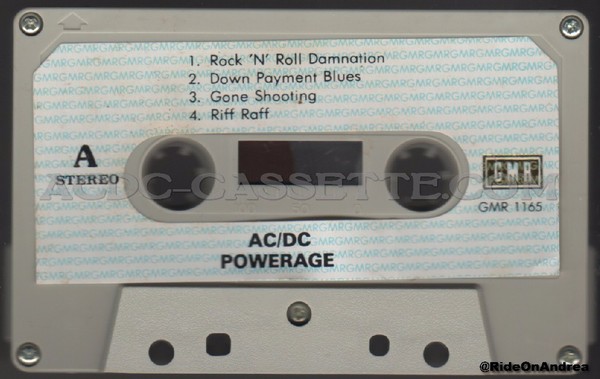 1. Rock 'N' Roll Damnation
2. Down Payment Blues
3. Gone Shooting
4. Riff Raff
A
STEREO
GMR
GMR 1165
ACDC-CASSETTE.COM
AC/DC
POWERAGE
@RideOnAndrea